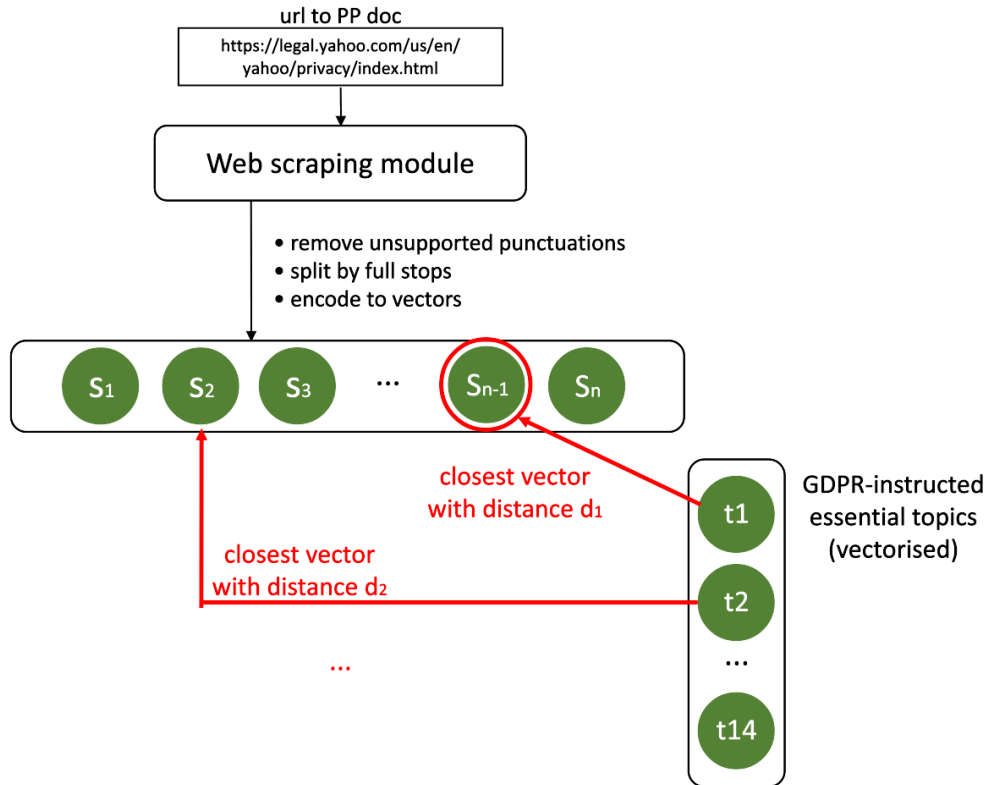 url to PP doc
https://legal.yahoo.com/us/en/
yahoo/privacy/index.html
Web scraping module
• remove unsupported punctuations
• split by full stops
• encode to vectors
S1 S2 S3 ... Sn-1 Sn
closest vector
with distance d1
GDPR-instructed
essential topics
(vectorised)
t1
closest vector
with distance d2
t2
...
...
t14